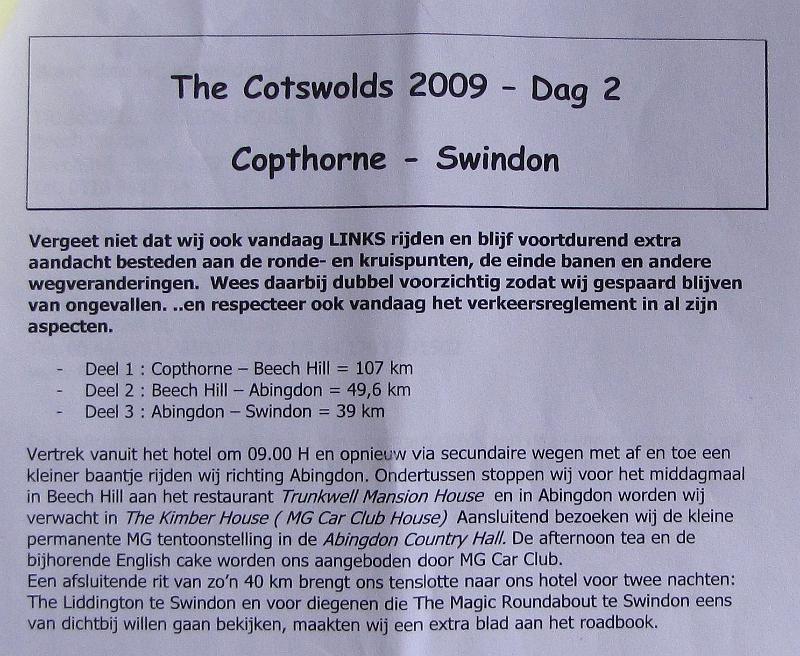 The Cotswolds 2009 – Dag 2
Copthorne – Swindon
Vergeet niet dat wij ook vandaag LINKS rijden en blijf voortdurend extra
aandacht besteden aan de ronde- en kruispunten, de einde banen en andere
wegveranderingen. Wees daarbij dubbel voorzichtig zodat wij gespaard blijven
van ongevallen. ..en respecteer ook vandaag het verkeersreglement in al zijn
aspecten.
- Deel 1 : Copthorne – Beech Hill = 107 km
- Deel 2 : Beech Hill – Abingdon = 49,6 km
- Deel 3 : Abingdon – Swindon = 39 km
Vertrek vanuit het hotel om 09.00 H en opnieuw via secundaire wegen met af en toe een
kleiner baantje rijden wij richting Abingdon. Ondertussen stoppen wij voor het middagmaal
in Beech Hill aan het restaurant Trunkwell Mansion House en in Abingdon worden wij
verwacht in The Kimber House ( MG Car Club House) Aansluitend bezoeken wij de kleine
permanente MG tentoonstelling in de Abingdon Country Hall. De afternoon tea en de
bijhorende English cake worden ons aangeboden door MG Car Club.
Een afsluitende rit van zo'n 40 km brengt ons tenslotte naar ons hotel voor twee nachten:
The Liddington te Swindon en voor diegenen die The Magic Roundabout te Swindon eens
van dichtbij willen gaan bekijken, maakten wij een extra blad aan het roadbook.